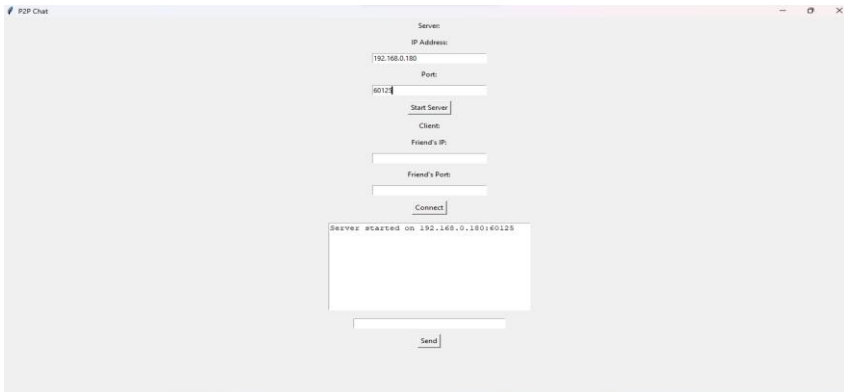 P2P Chat
Server:
IP Address:
192.168.0.180
Port:
60125
Start Server
Client:
Friend's IP:
Friend's Port:
Connect
Server started on 192.168.0.180:60125
Send